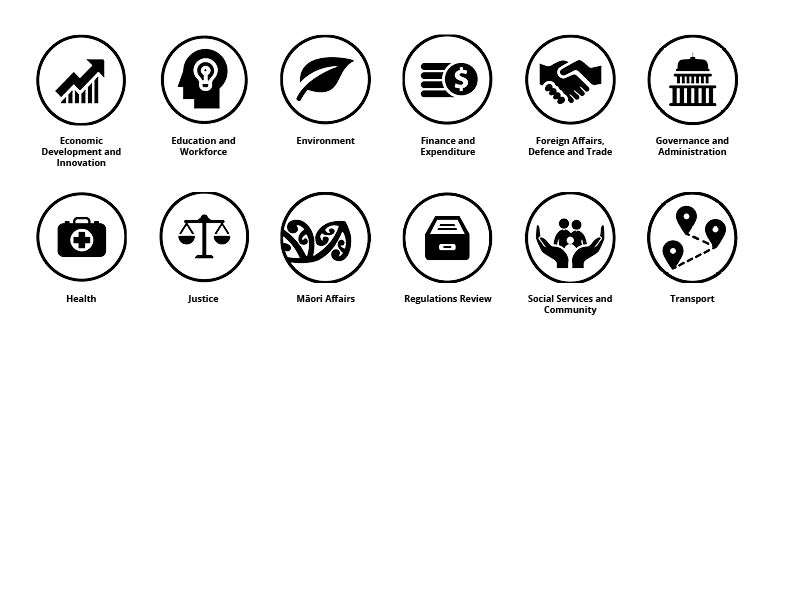 Economic
Development and
Innovation
Education and
Workforce
Environment
Finance and
Expenditure
$
Foreign Affairs,
Defence and Trade
Governance and
Administration
Health
Justice
Māori Affairs
Regulations Review
Social Services and
Community
Transport